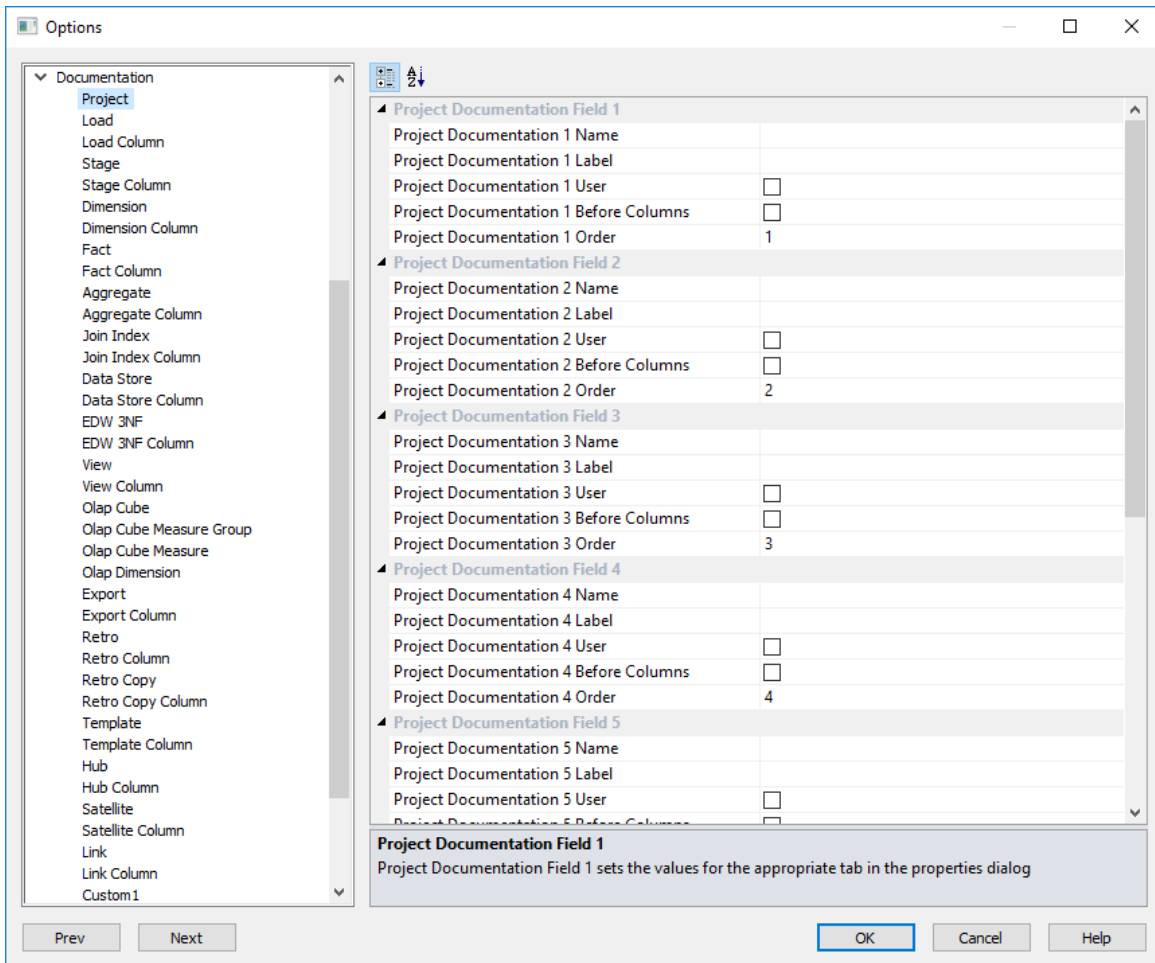 Options
Documentation
Project
Load
Load Column
Stage
Stage Column
Dimension
Dimension Column
Fact
Fact Column
Aggregate
Aggregate Column
Join Index
Join Index Column
Data Store
Data Store Column
EDW 3NF
EDW 3NF Column
View
View Column
Olap Cube
Olap Cube Measure Group
Olap Cube Measure
Olap Dimension
Export
Export Column
Retro
Retro Column
Retro Copy
Retro Copy Column
Template
Template Column
Hub
Hub Column
Satellite
Satellite Column
Link
Link Column
Custom1
Project Documentation Field 1
Project Documentation 1 Name
Project Documentation 1 Label
Project Documentation 1 User
Project Documentation 1 Before Columns
Project Documentation 1 Order 1
Project Documentation Field 2
Project Documentation 2 Name
Project Documentation 2 Label
Project Documentation 2 User
Project Documentation 2 Before Columns
Project Documentation 2 Order 2
Project Documentation Field 3
Project Documentation 3 Name
Project Documentation 3 Label
Project Documentation 3 User
Project Documentation 3 Before Columns
Project Documentation 3 Order 3
Project Documentation Field 4
Project Documentation 4 Name
Project Documentation 4 Label
Project Documentation 4 User
Project Documentation 4 Before Columns
Project Documentation 4 Order 4
Project Documentation Field 5
Project Documentation 5 Name
Project Documentation 5 Label
Project Documentation 5 User
Project Documentation 5 Before Columns
Project Documentation Field 1
Project Documentation Field 1 sets the values for the appropriate tab in the properties dialog
Prev Next OK Cancel Help